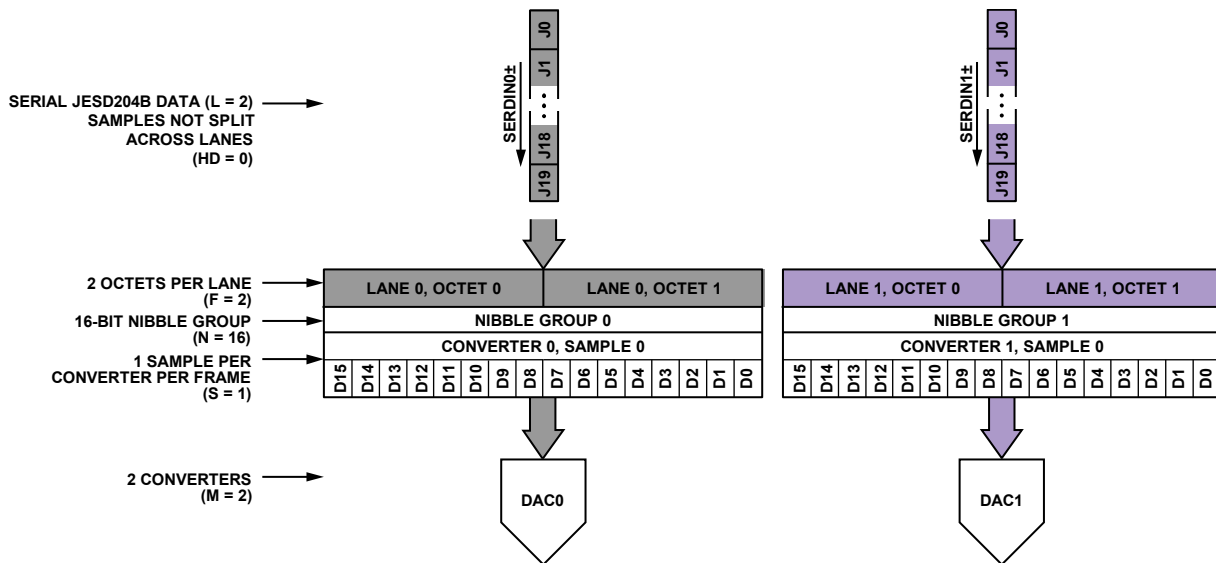 SERIAL JESD204B DATA (L = 2)
SAMPLES NOT SPLIT
ACROSS LANES
(HD = 0)
SERDIN0±
J0
J1
...
J18
J19
SERDIN1±
J0
J1
...
J18
J19
2 OCTETS PER LANE
(F = 2)
LANE 0, OCTET 0
LANE 0, OCTET 1
LANE 1, OCTET 0
LANE 1, OCTET 1
16-BIT NIBBLE GROUP
(N = 16)
NIBBLE GROUP 0
NIBBLE GROUP 1
1 SAMPLE PER
CONVERTER PER FRAME
(S = 1)
CONVERTER 0, SAMPLE 0
CONVERTER 1, SAMPLE 0
D15 D14 D13 D12 D11 D10 D9 D8 D7 D6 D5 D4 D3 D2 D1 D0
D15 D14 D13 D12 D11 D10 D9 D8 D7 D6 D5 D4 D3 D2 D1 D0
2 CONVERTERS
(M = 2)
DAC0
DAC1